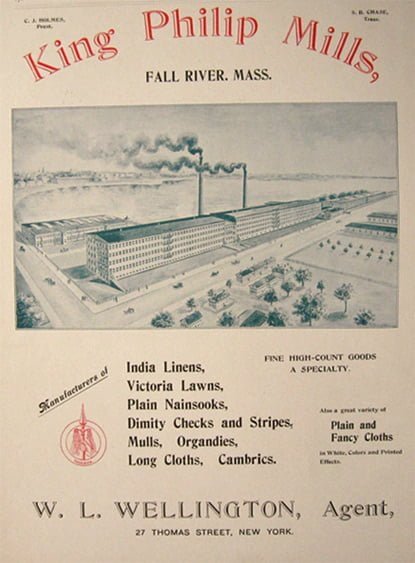 C. J. HOLMES,
Prest.
S. B. CHASE,
Treas.
King Philip Mills,
FALL RIVER. MASS.
Manufacturers of
India Linens,
Victoria Lawns,
Plain Nainsooks,
Dimity Checks and Stripes,
Mulls, Organdies,
Long Cloths, Cambrics.
FINE HIGH-COUNT GOODS
A SPECIALTY.
Also a great variety of
Plain and
Fancy Cloths
in White, Colors and Printed
Effects.
W. L. WELLINGTON, Agent,
27 THOMAS STREET, NEW YORK.